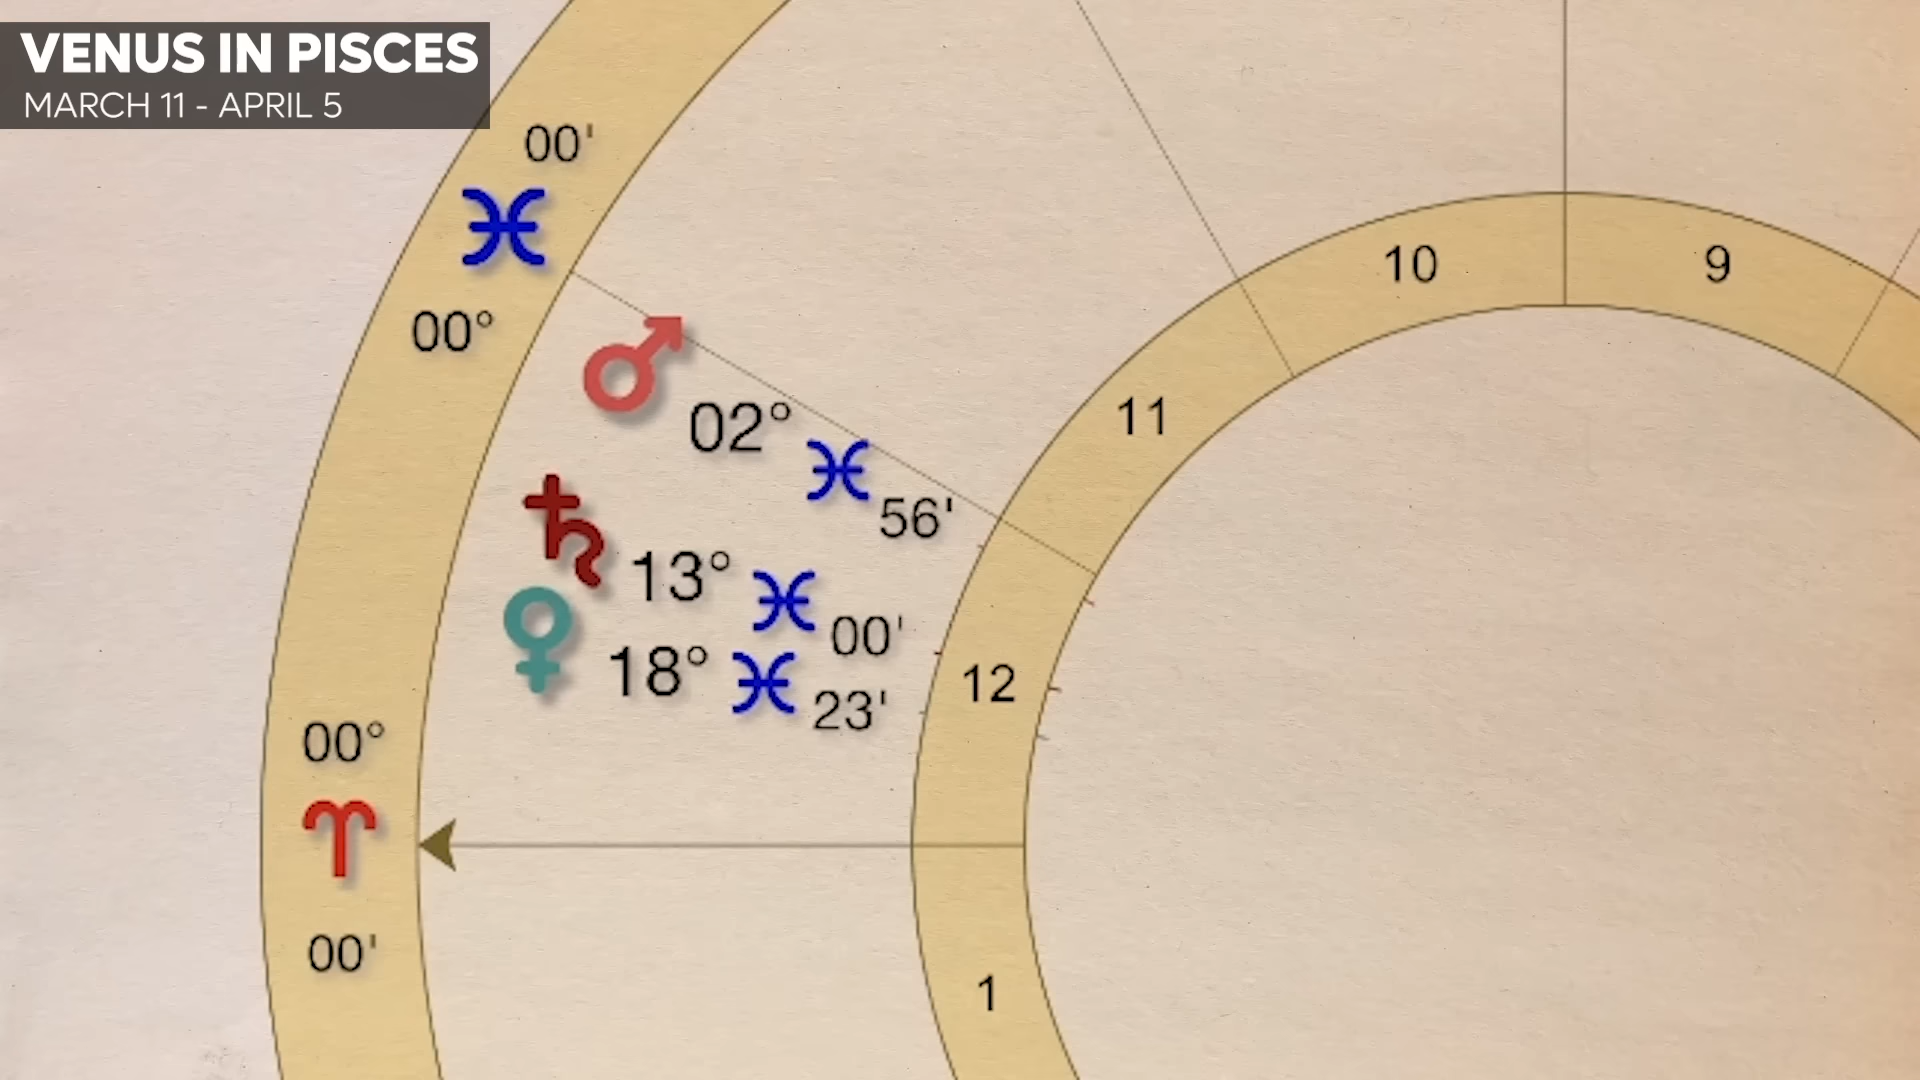 VENUS IN PISCES
MARCH 11 - APRIL 5
00'
♓
00°
♂ 02° ♓ 56'
♄ 13° ♓ 00'
♀ 18° ♓ 23'
00°
♈
00'
10
9
11
12
1